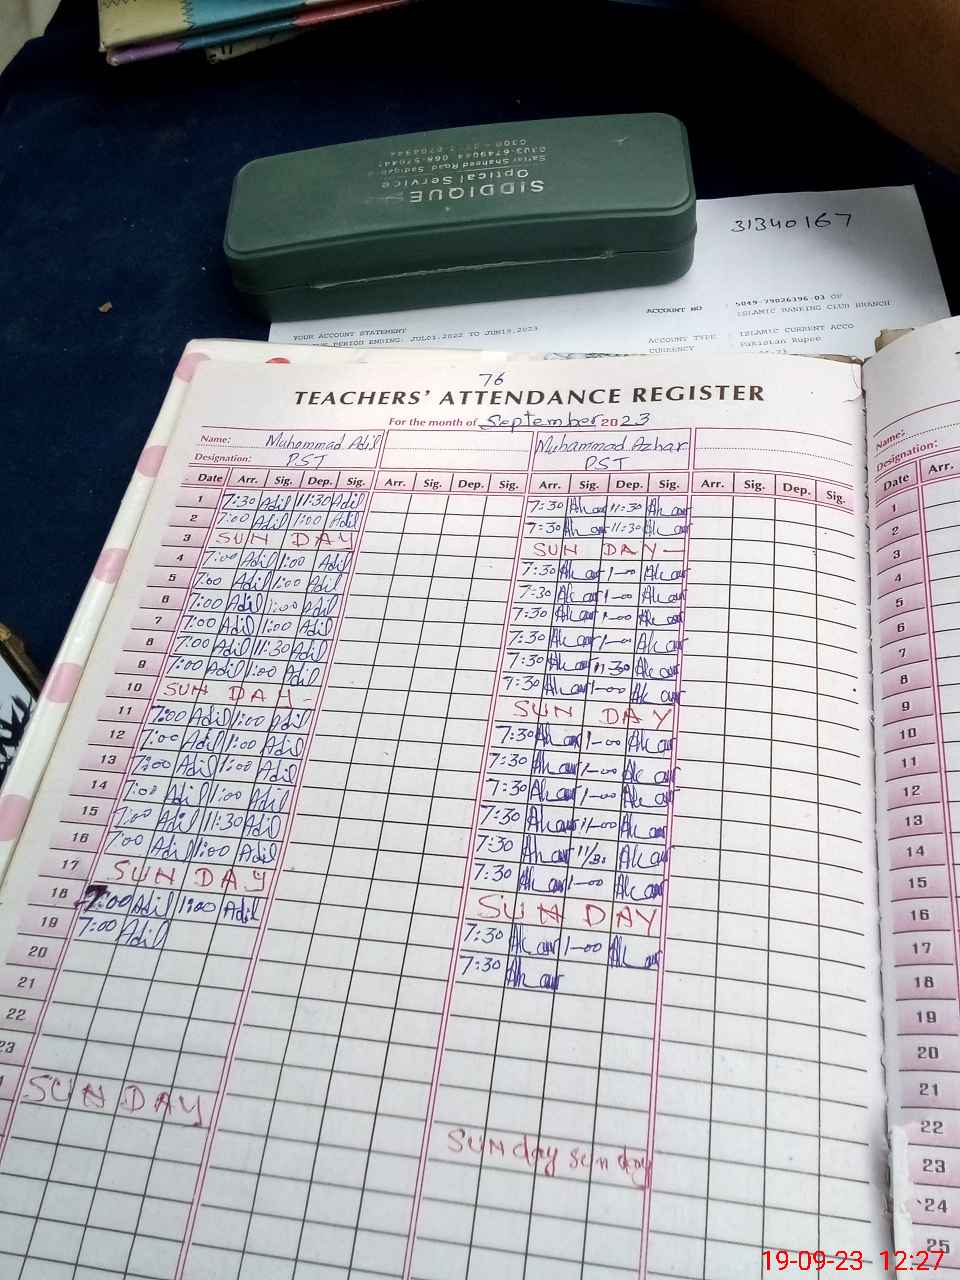 SIDDIQUE
Optical Service
31340167
ACCOUNT NO : 5049-79026396-03 OF
ISLAMIC BANKING CLUB BRANCH
YOUR ACCOUNT STATEMENT
PERIOD ENDING: JUL01,2022 TO JUN19,2023
ACCOUNT TYPE : ISLAMIC CURRENT ACCO
CURRENCY : Pakistan Rupee
76
TEACHERS' ATTENDANCE REGISTER
For the month of September 2023
Name: Muhammad Adil Muhammad Azhar
Designation: PST PST
Date Arr. Sig. Dep. Sig. Arr. Sig. Dep. Sig. Arr. Sig. Dep. Sig. Arr. Sig. Dep. Sig.
1 7:30 Adil 11:30 Adil 7:30 11:30
2 7:00 Adil 1:00 Adil 7:30 11:30
3 SUN DAY SUN DAY
4 7:00 Adil 1:00 Adil 7:30 1-00
5 7:00 Adil 1:00 Adil 7:30 1-00
6 7:00 Adil 1:00 Adil 7:30 1-00
7 7:00 Adil 1:00 Adil 7:30 1-00
8 7:00 Adil 11:30 Adil 7:30 11:30
9 7:00 Adil 1:00 Adil 7:30 1-00
10 SUN DAY SUN DAY
11 7:00 Adil 1:00 Adil 7:30 1-00
12 7:00 Adil 1:00 Adil 7:30 1-00
13 7:00 Adil 1:00 Adil 7:30 1-00
14 7:00 Adil 1:00 Adil 7:30
15 7:00 Adil 11:30 Adil 7:30
16 7:00 Adil 1:00 Adil 7:30 1-00
17 SUN DAY SUN DAY
18 7:00 Adil 1:00 Adil 7:30 1-00
19 7:00 Adil 7:30
20
21
22
23
SUN DAY
Sunday sunday
Name:
Designation:
Date Arr.
1
2
3
4
5
6
7
8
9
10
11
12
13
14
15
16
17
18
19
20
21
22
23
24
25
19-09-23 12:27